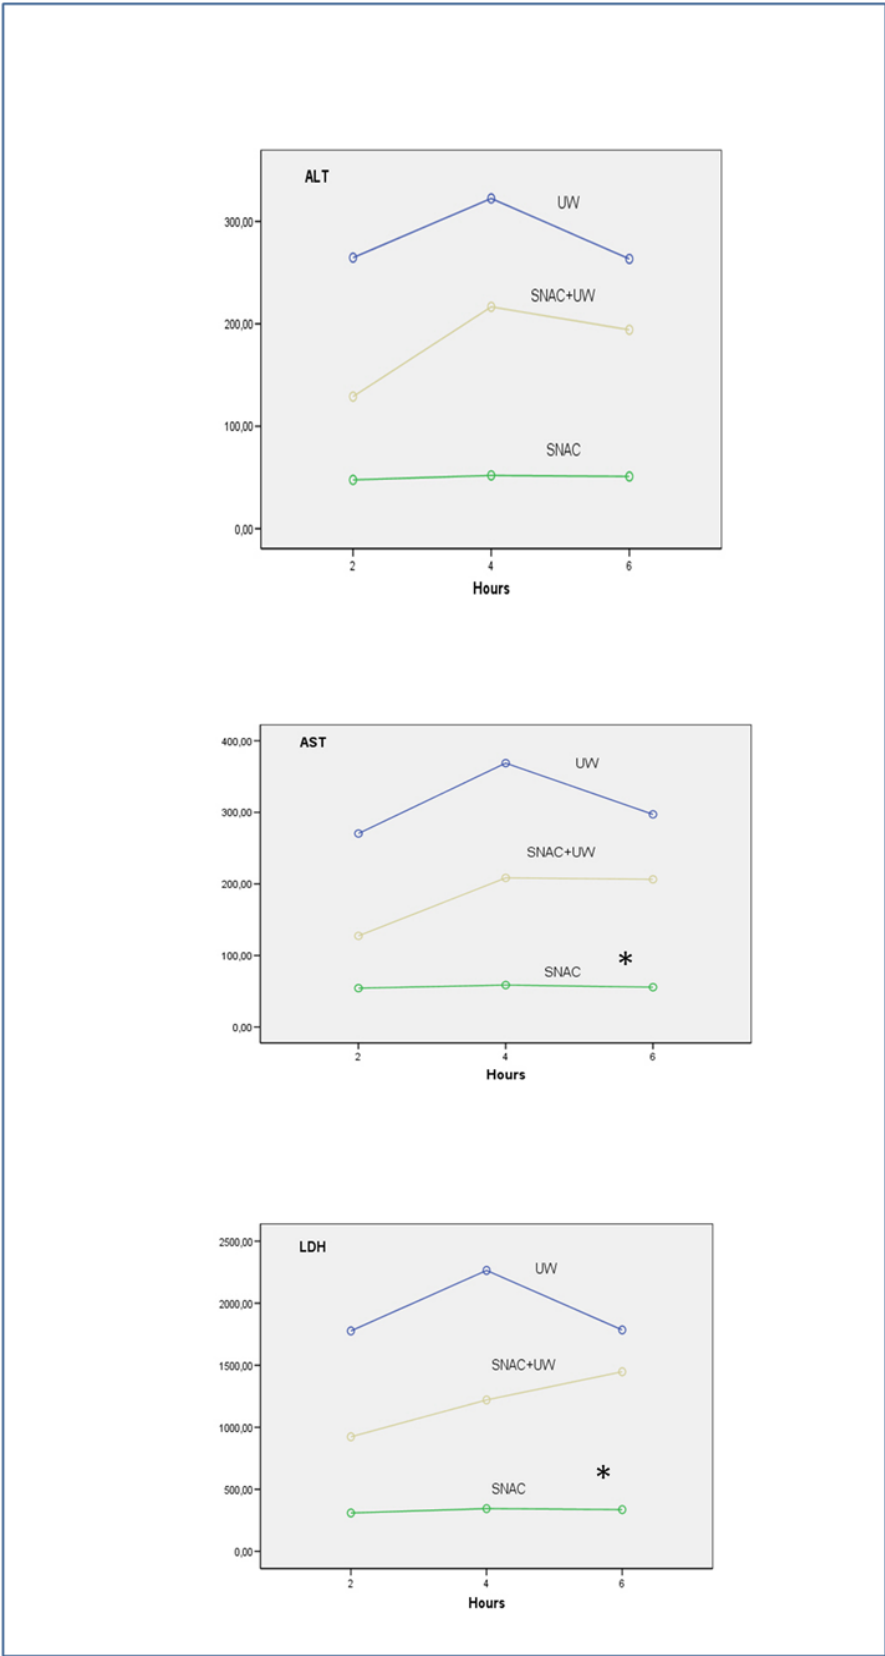 ALT
UW
300,00
SNAC+UW
200,00
100,00
SNAC
0,00
2 4 6
Hours
400,00
AST
UW
300,00
SNAC+UW
200,00
100,00
*
SNAC
0,00
2 4 6
Hours
2500,00
LDH
UW
2000,00
1500,00
SNAC+UW
1000,00
*
500,00
SNAC
0,00
2 4 6
Hours